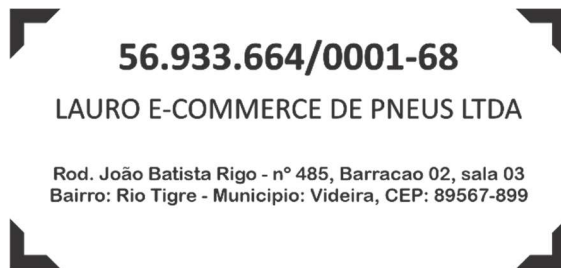 56.933.664/0001-68
LAURO E-COMMERCE DE PNEUS LTDA
Rod. João Batista Rigo - nº 485, Barracao 02, sala 03
Bairro: Rio Tigre - Municipio: Videira, CEP: 89567-899